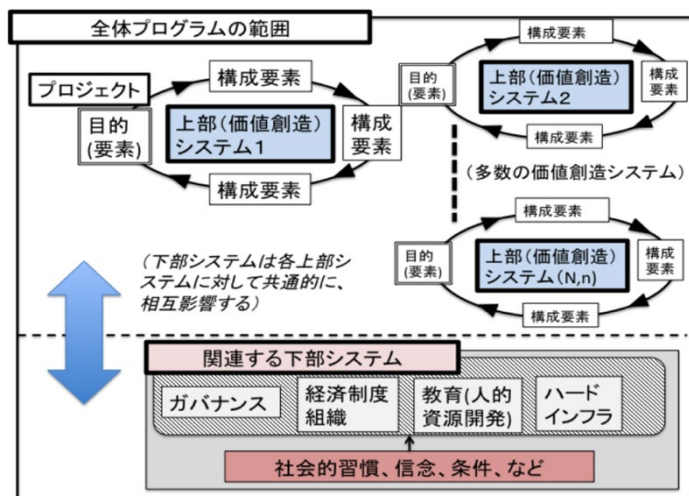 全体プログラムの範囲
プロジェクト
目的
(要素)
構成要素
上部(価値創造)
システム1
構成
要素
構成要素
目的
(要素)
構成要素
上部(価値創造)
システム2
構成
要素
構成要素
(多数の価値創造システム)
目的
(要素)
構成要素
上部(価値創造)
システム(N,n)
構成
要素
構成要素
(下部システムは各上部シ
ステムに対して共通的に、
相互影響する)
関連する下部システム
ガバナンス
経済制度
組織
教育(人的
資源開発)
ハード
インフラ
社会的習慣、信念、条件、など